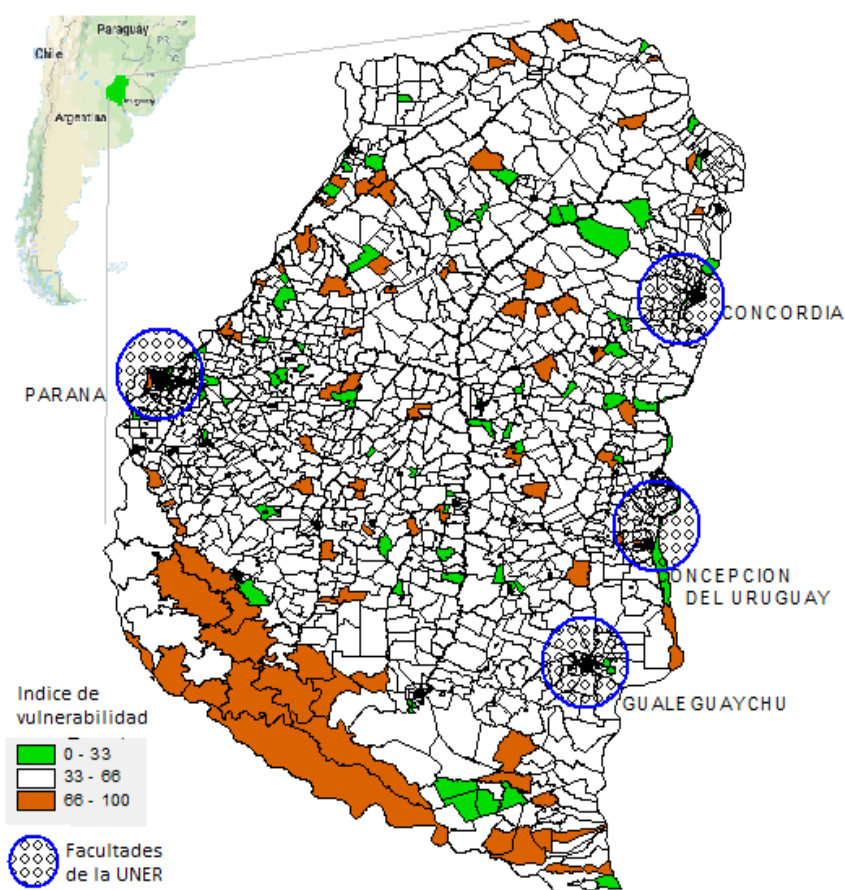 Paraguay
Chile
Argentina
CONCORDIA
PARANA
ONCEPCION
DEL URUGUAY
GUALEGUAYCHU
Indice de
vulnerabilidad
0 - 33
33 - 66
66 - 100
Facultades
de la UNER